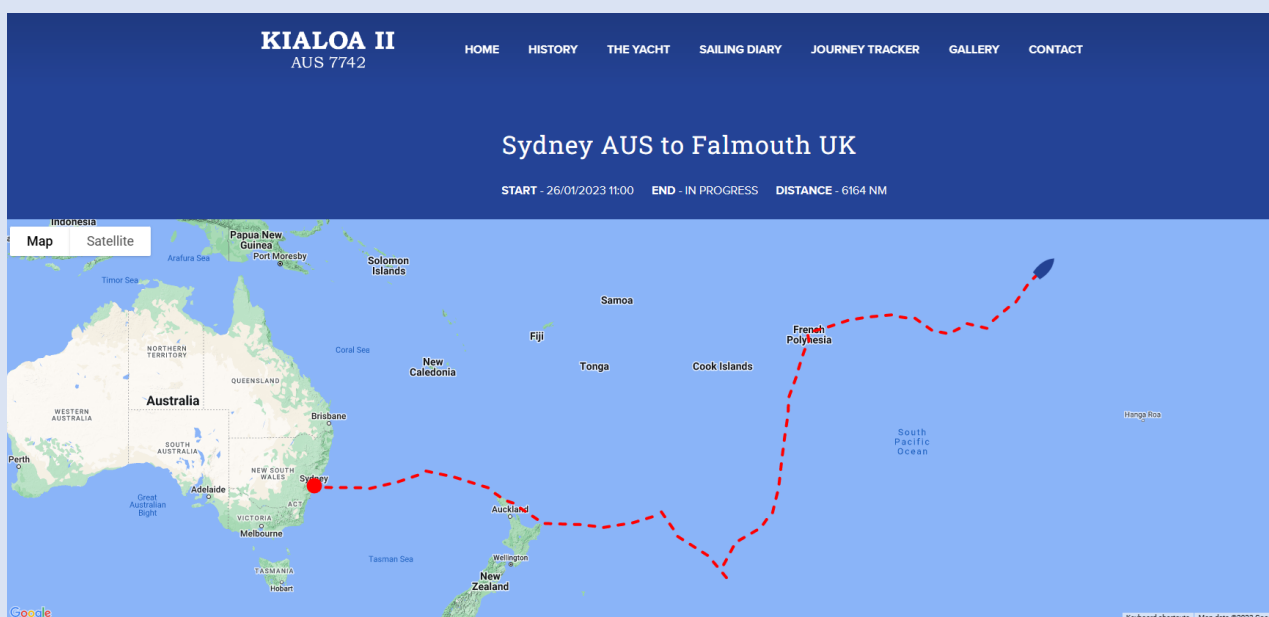 KIALOA II
AUS 7742
HOME HISTORY THE YACHT SAILING DIARY JOURNEY TRACKER GALLERY CONTACT
Sydney AUS to Falmouth UK
START - 26/01/2023 11:00 END - IN PROGRESS DISTANCE - 6164 NM
Indonesia
Map Satellite
Papua New
Guinea
Port Moresby
Arafura Sea
Solomon
Islands
Timor Sea
Samoa
French
Polynesia
Fiji
NORTHERN
TERRITORY
Coral Sea
New
Caledonia
Tonga
Cook Islands
QUEENSLAND
Australia
WESTERN
AUSTRALIA
Brisbane
Hanga Roa
South
Pacific
Ocean
SOUTH
AUSTRALIA
Perth
NEW SOUTH
WALES
Sydney
Adelaide
Great
Australian
Bight
ACT
Auckland
VICTORIA
Melbourne
Tasman Sea
Wellington
TASMANIA
Hobart
New
Zealand
Google